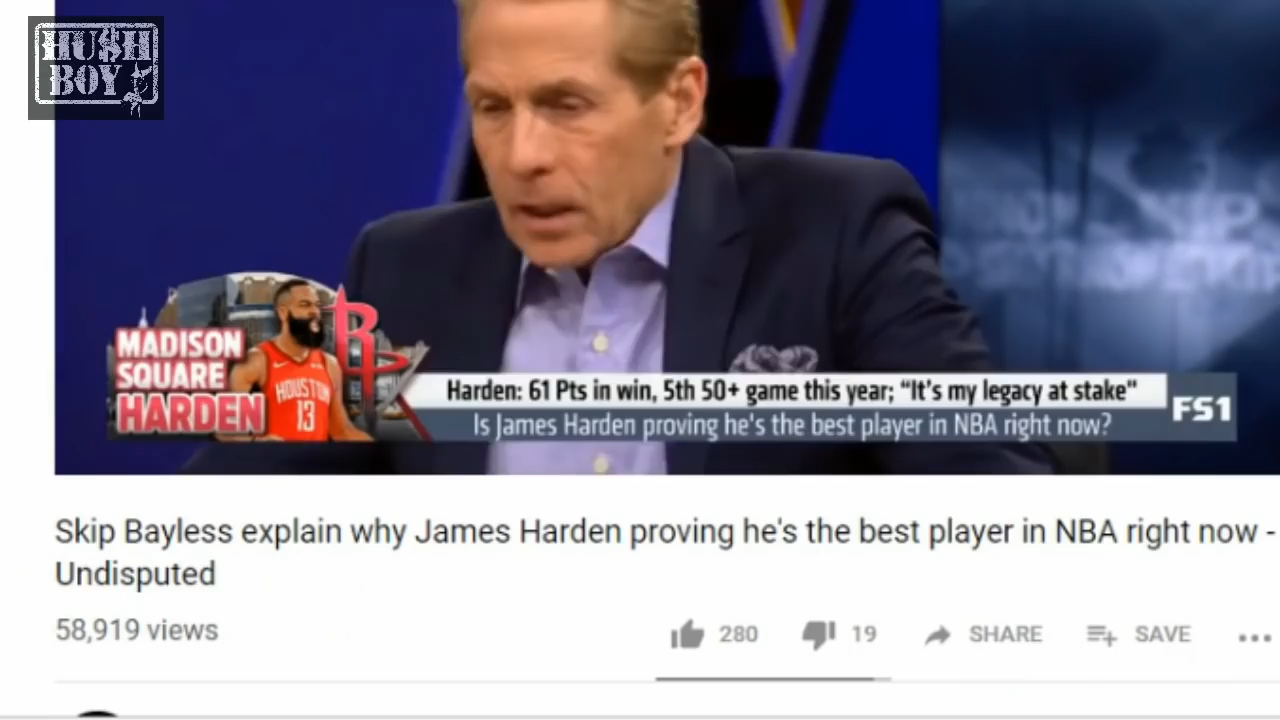 HU$H
BOY
MADISON
SQUARE
HARDEN
HOUSTON
13
R
Harden: 61 Pts in win, 5th 50+ game this year; “It's my legacy at stake"
Is James Harden proving he's the best player in NBA right now?
FS1
Skip Bayless explain why James Harden proving he's the best player in NBA right now -
Undisputed
58,919 views
280
19
SHARE
SAVE